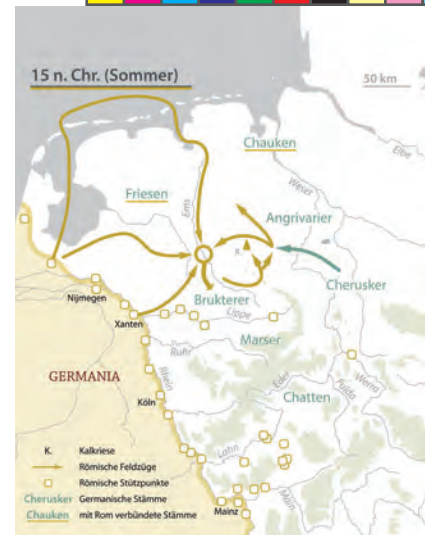 15 n. Chr. (Sommer)
50 km
Elbe
Chauken
Weser
Friesen
Ems
Angrivarier
K.
Cherusker
Brukterer
Nijmegen
Lippe
Xanten
Marser
Ruhr
GERMANIA
Rhein
Eder
Fulda
Werra
Köln
Chatten
Lahn
Main
Mainz
K. Kalkriese
Römische Feldzüge
Römische Stützpunkte
Cherusker Germanische Stämme
Chauken mit Rom verbündete Stämme